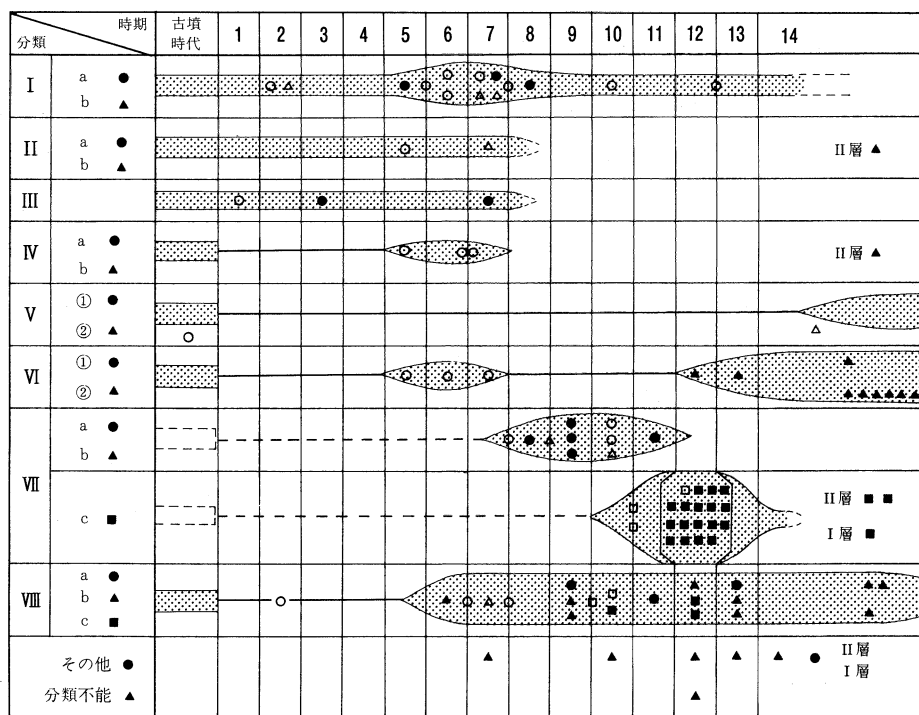 時期 古墳時代 1 2 3 4 5 6 7 8 9 10 11 12 13 14
分類
I a ●
b ▲
II a ● II層 ▲
b ▲
III
IV a ●
b ▲ II層 ▲
V ① ●
② ▲
VI ① ●
② ▲
VII a ●
b ▲
c ■ II層 ■ ■
I層 ■
VIII a ●
b ▲
c ■
その他 ● II層
I層
分類不能 ▲